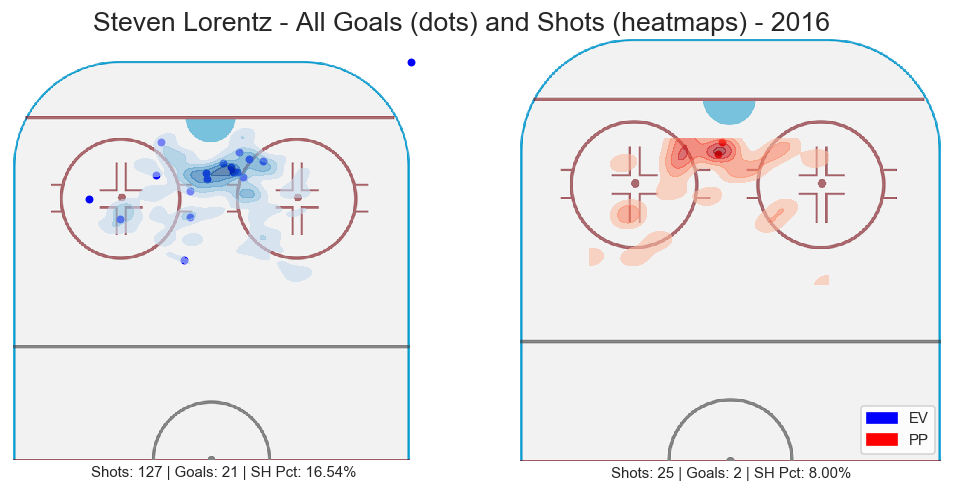 Steven Lorentz - All Goals (dots) and Shots (heatmaps) - 2016
EV
PP
Shots: 127 | Goals: 21 | SH Pct: 16.54%
Shots: 25 | Goals: 2 | SH Pct: 8.00%